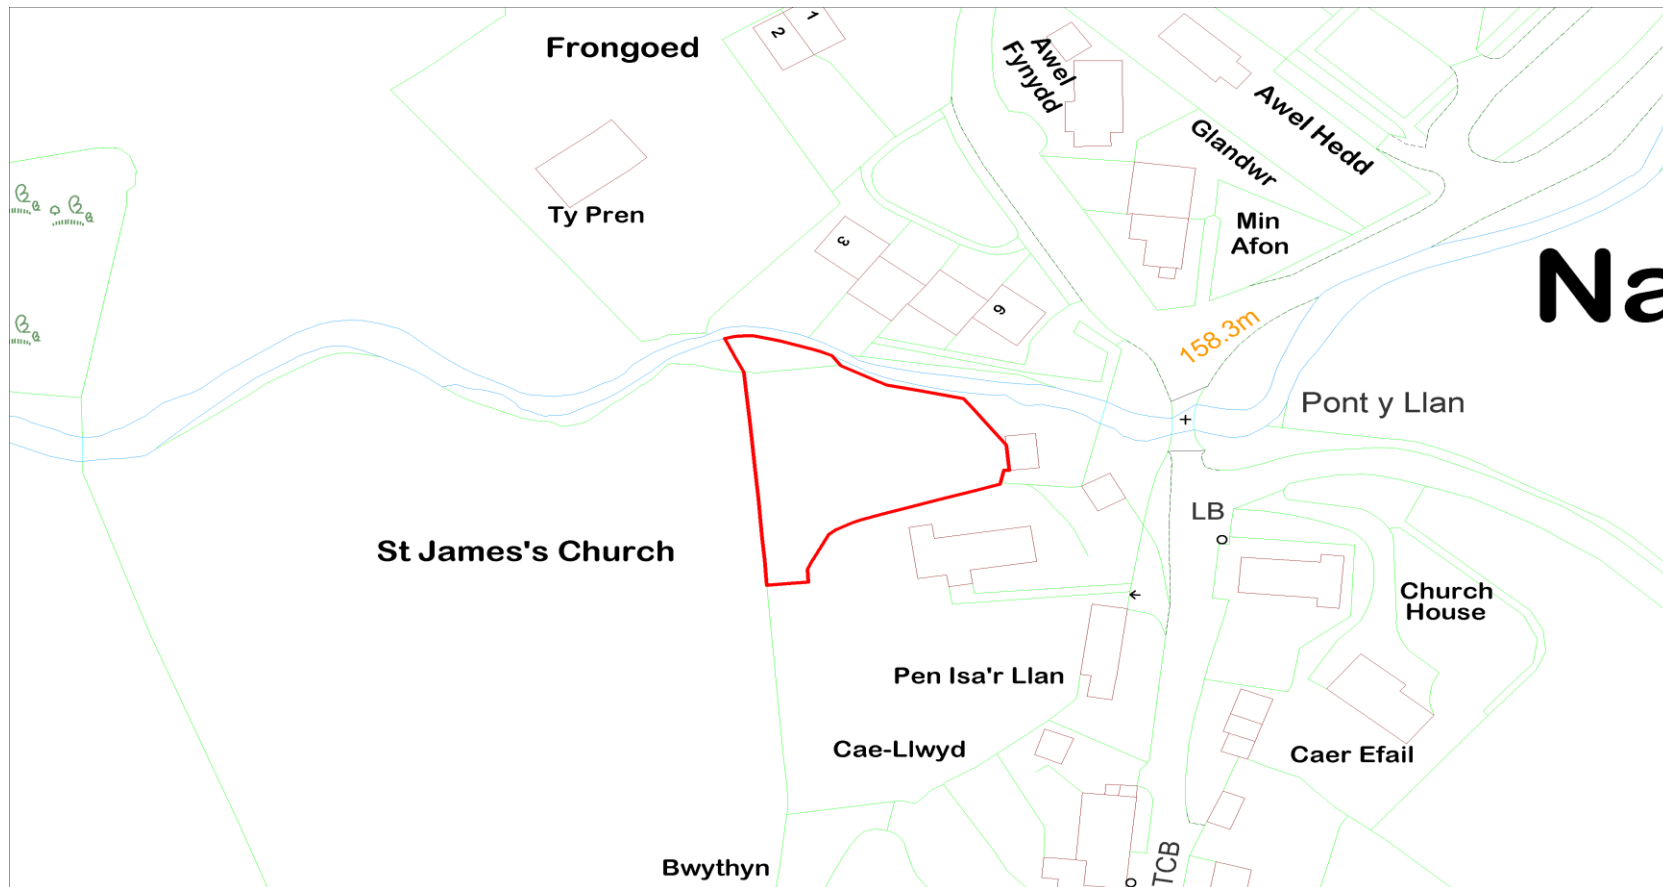 1
2
Frongoed
Awel
Fynydd
Awel Hedd
Glandwr
Ty Pren
Min
Afon
3
6
Na
158.3m
Pont y Llan
LB
St James's Church
Church
House
Pen Isa'r Llan
Cae-Llwyd
Caer Efail
TCB
Bwythyn